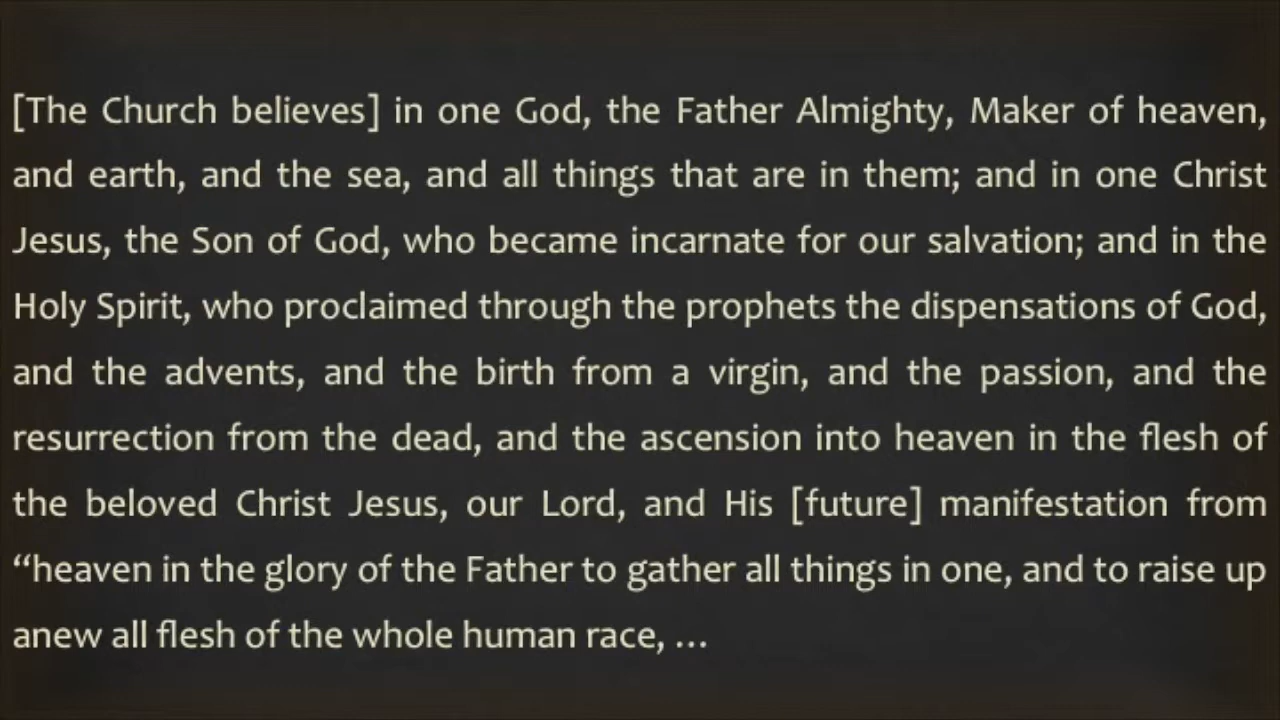 [The Church believes] in one God, the Father Almighty, Maker of heaven,
and earth, and the sea, and all things that are in them; and in one Christ
Jesus, the Son of God, who became incarnate for our salvation; and in the
Holy Spirit, who proclaimed through the prophets the dispensations of God,
and the advents, and the birth from a virgin, and the passion, and the
resurrection from the dead, and the ascension into heaven in the flesh of
the beloved Christ Jesus, our Lord, and His [future] manifestation from
“heaven in the glory of the Father to gather all things in one, and to raise up
anew all flesh of the whole human race, …